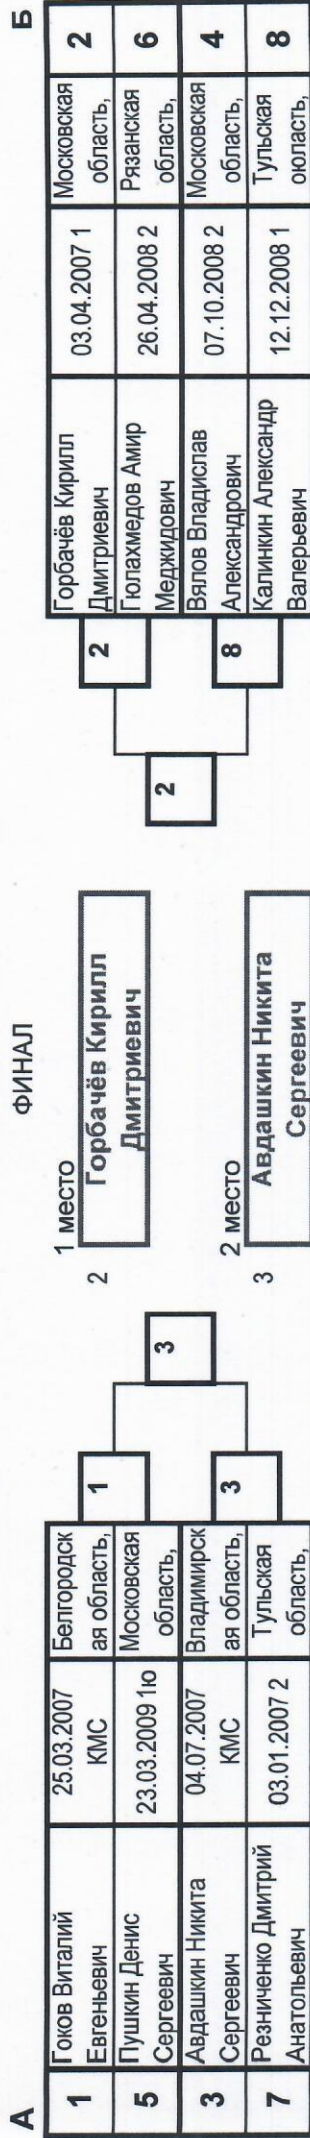 А
1
Гоков Виталий
Евгеньевич
25.03.2007
КМС
Белгородск
ая область,
5
Пушкин Денис
Сергеевич
23.03.2009 1ю
Московская
область,
3
Авдашкин Никита
Сергеевич
04.07.2007
КМС
Владимирск
ая область,
7
Резниченко Дмитрий
Анатольевич
03.01.2007 2
Тульская
область,
1
3
3
ФИНАЛ
1 место
2
Горбачёв Кирилл
Дмитриевич
2 место
3
Авдашкин Никита
Сергеевич
2
2
8
Б
Горбачёв Кирилл
Дмитриевич
03.04.2007 1
Московская
область,
2
Гюлахмедов Амир
Меджидович
26.04.2008 2
Рязанская
область,
6
Вялов Владислав
Александрович
07.10.2008 2
Московская
область,
4
Калинкин Александр
Валерьевич
12.12.2008 1
Тульская
оюласть,
8